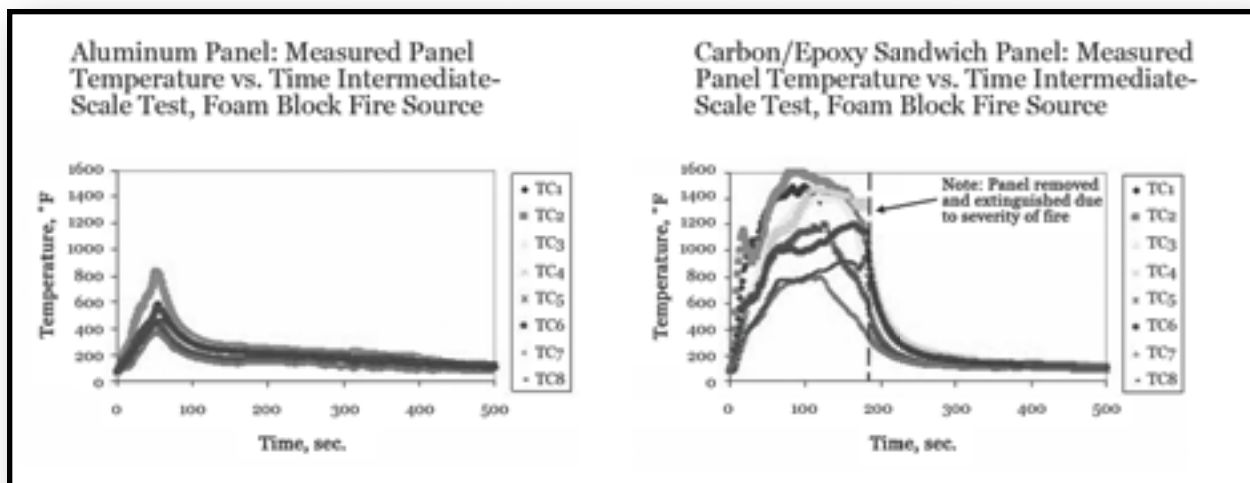 Aluminum Panel: Measured Panel
Temperature vs. Time Intermediate-
Scale Test, Foam Block Fire Source
Temperature, °F
1600
1400
1200
1000
800
600
400
200
0
0 100 200 300 400 500
Time, sec.
TC1
TC2
TC3
TC4
TC5
TC6
TC7
TC8
Carbon/Epoxy Sandwich Panel: Measured
Panel Temperature vs. Time Intermediate-
Scale Test, Foam Block Fire Source
Temperature, °F
1600
1400
1200
1000
800
600
400
200
0
0 100 200 300 400 500
Time, sec.
Note: Panel removed
and extinguished due
to severity of fire
TC1
TC2
TC3
TC4
TC5
TC6
TC7
TC8